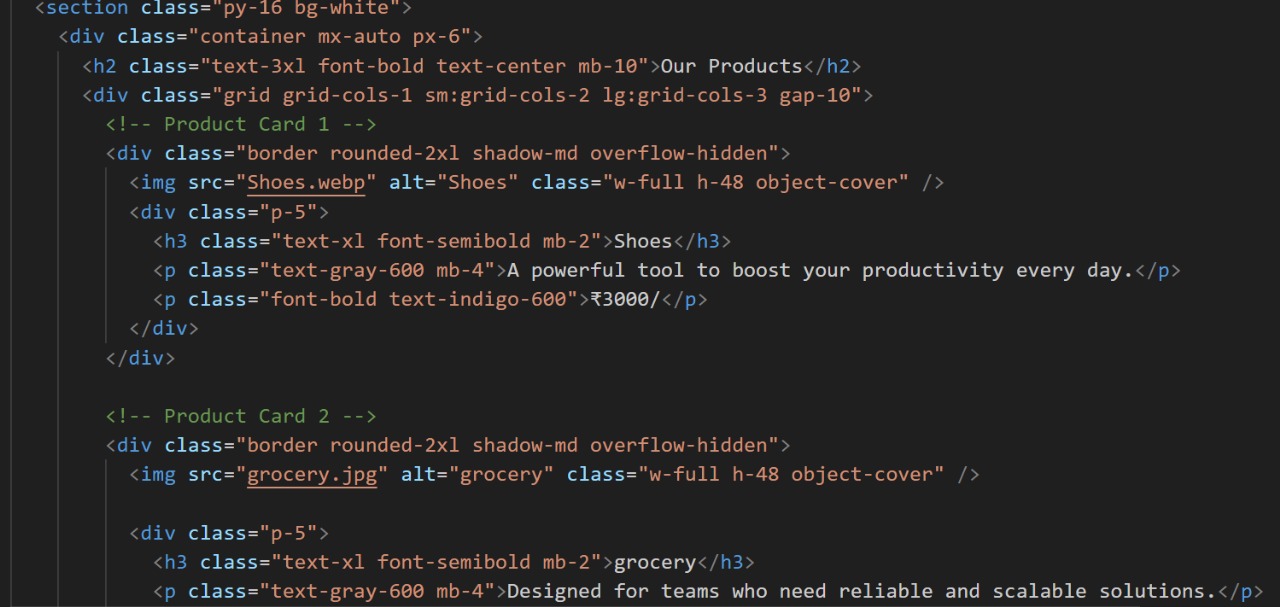 <section class="py-16 bg-white">
<div class="container mx-auto px-6">
<h2 class="text-3xl font-bold text-center mb-10">Our Products</h2>
<div class="grid grid-cols-1 sm:grid-cols-2 lg:grid-cols-3 gap-10">
<!-- Product Card 1 -->
<div class="border rounded-2xl shadow-md overflow-hidden">
<img src="Shoes.webp" alt="Shoes" class="w-full h-48 object-cover" />
<div class="p-5">
<h3 class="text-xl font-semibold mb-2">Shoes</h3>
<p class="text-gray-600 mb-4">A powerful tool to boost your productivity every day.</p>
<p class="font-bold text-indigo-600">₹3000/</p>
</div>
</div>
<!-- Product Card 2 -->
<div class="border rounded-2xl shadow-md overflow-hidden">
<img src="grocery.jpg" alt="grocery" class="w-full h-48 object-cover" />
<div class="p-5">
<h3 class="text-xl font-semibold mb-2">grocery</h3>
<p class="text-gray-600 mb-4">Designed for teams who need reliable and scalable solutions.</p>